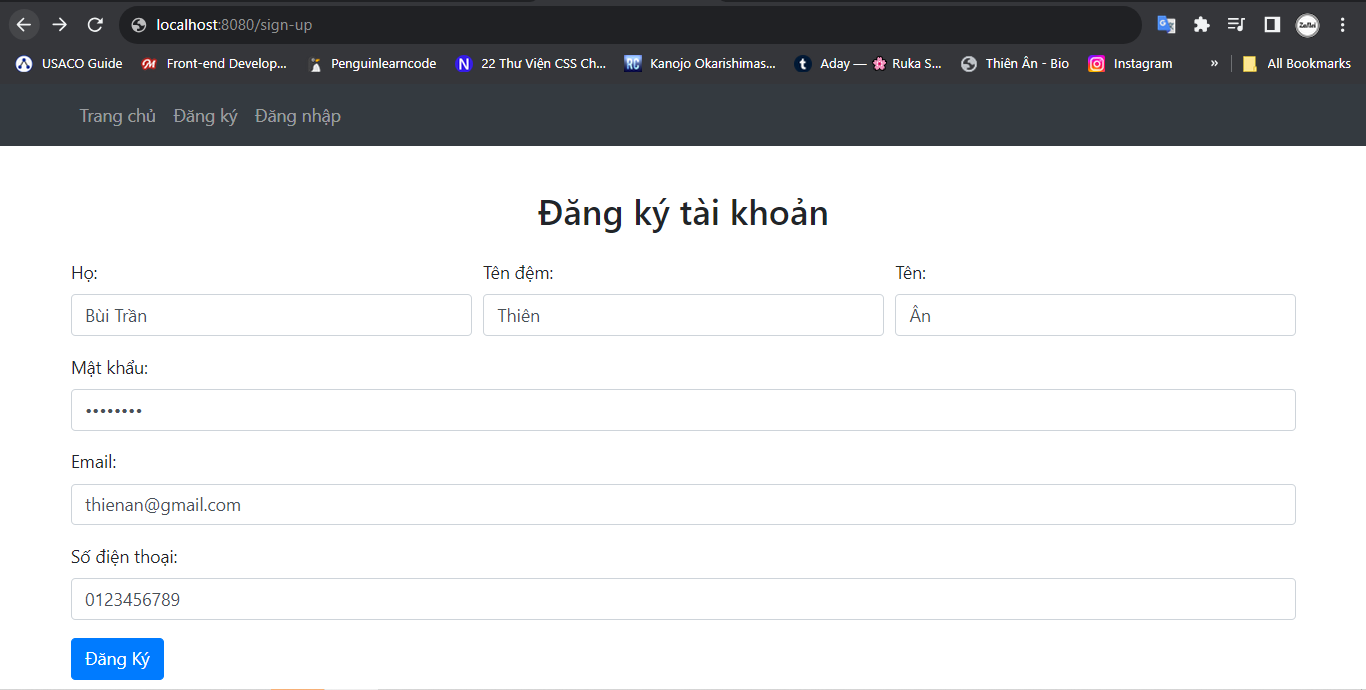 localhost:8080/sign-up
USACO Guide Front-end Develop... Penguinlearncode N 22 Thư Viện CSS Ch... RC Kanojo Okarishimas... t Aday — 🌸 Ruka S... Thiên Ân - Bio Instagram » All Bookmarks
Trang chủ Đăng ký Đăng nhập
Đăng ký tài khoản
Họ: Tên đệm: Tên:
Bùi Trần Thiên Ân
Mật khẩu:
••••••••
Email:
thienan@gmail.com
Số điện thoại:
0123456789
Đăng Ký